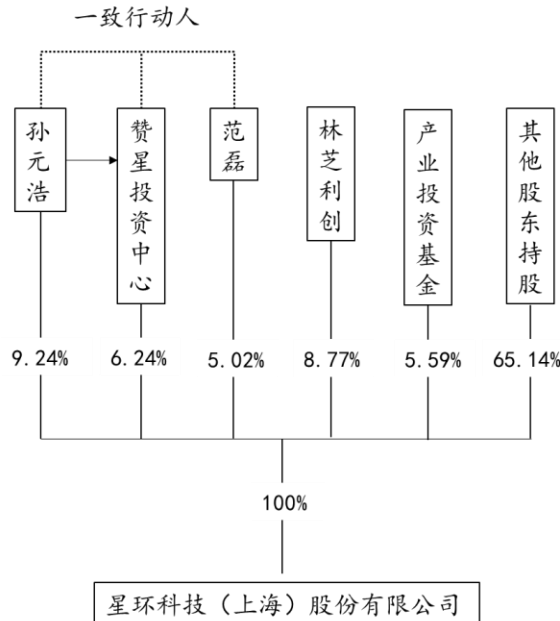 一致行动人
孙元浩
赞星投资中心
范磊
林芝利创
产业投资基金
其他股东持股
9.24%
6.24%
5.02%
8.77%
5.59%
65.14%
100%
星环科技（上海）股份有限公司